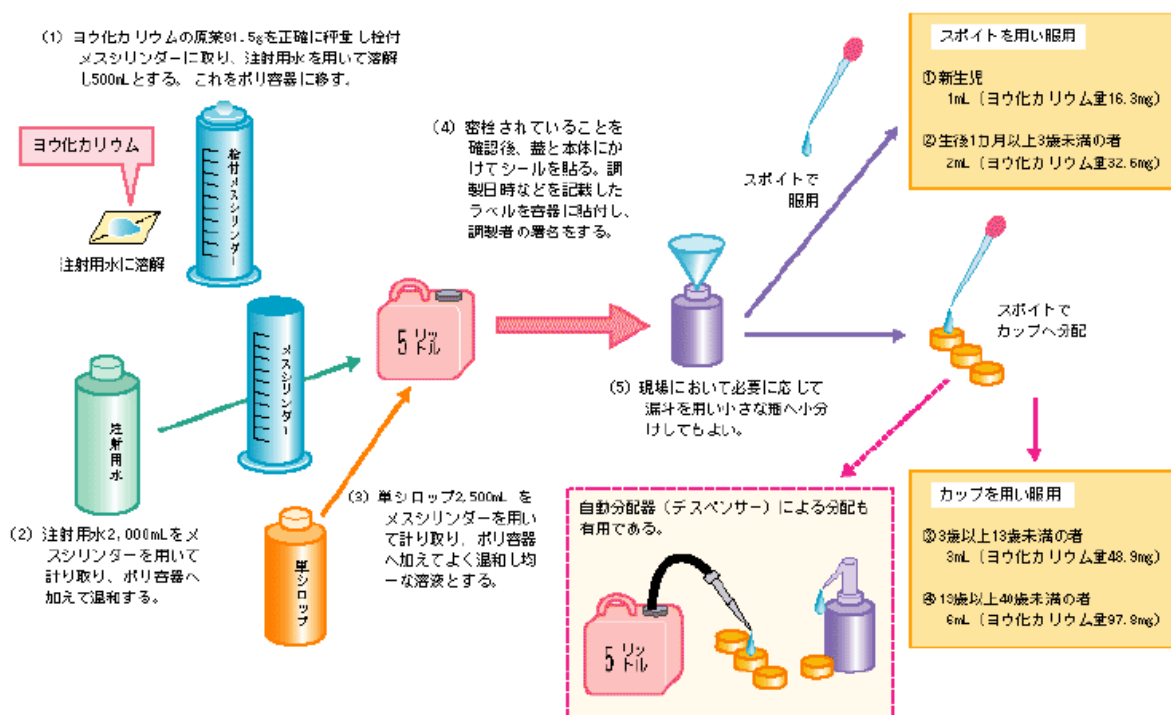 (1) ヨウ化カリウムの原薬81.5gを正確に秤量し栓付
メスシリンダーに取り、注射用水を用いて溶解
し500mLとする。これをポリ容器に移す。
ヨウ化カリウム
注射用水に溶解
栓付メスシリンダー
メスシリンダー
注射用水
(2) 注射用水2,000mLをメ
スシリンダーを用いて
計り取り、ポリ容器へ
加えて混和する。
単シロップ
(3) 単シロップ2,500mL を
メスシリンダーを用い
て計り取り、ポリ容器
へ加えてよく混和し均
一な溶液とする。
5リットル
(4) 密栓されていることを
確認後、蓋と本体にか
けてシールを貼る。調
製日時などを記載した
ラベルを容器に貼付し、
調製者の署名をする。
(5) 現場において必要に応じて
漏斗を用い小さな瓶へ小分
けしてもよい。
スポイトで
服用
スポイトを用い服用
①新生児
1mL（ヨウ化カリウム量16.3mg）
②生後1カ月以上3歳未満の者
2mL（ヨウ化カリウム量32.6mg）
スポイトで
カップへ分配
カップを用い服用
③3歳以上13歳未満の者
3mL（ヨウ化カリウム量48.9mg）
④13歳以上40歳未満の者
6mL（ヨウ化カリウム量97.8mg）
自動分配器（デスペンサー）による分配も
有用である。
5リットル